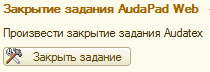 Закрытие задания AudaPad Web
Произвести закрытие задания Audatex
Закрыть задание